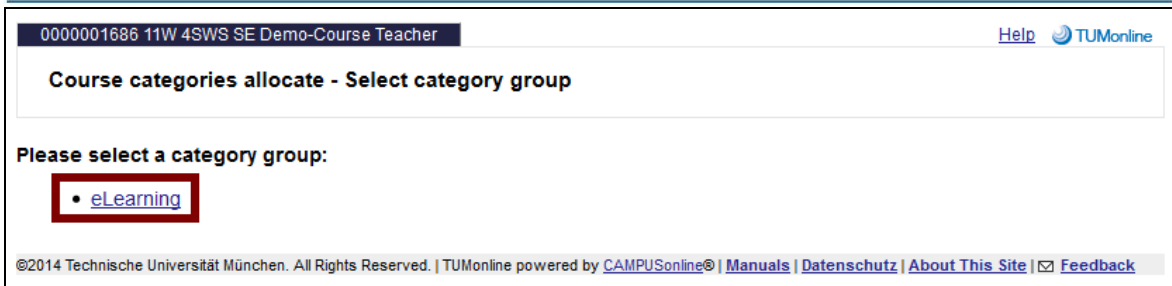 0000001686 11W 4SWS SE Demo-Course Teacher Help TUMonline
Course categories allocate - Select category group
Please select a category group:
• eLearning
©2014 Technische Universität München. All Rights Reserved. | TUMonline powered by CAMPUSonline® | Manuals | Datenschutz | About This Site | Feedback